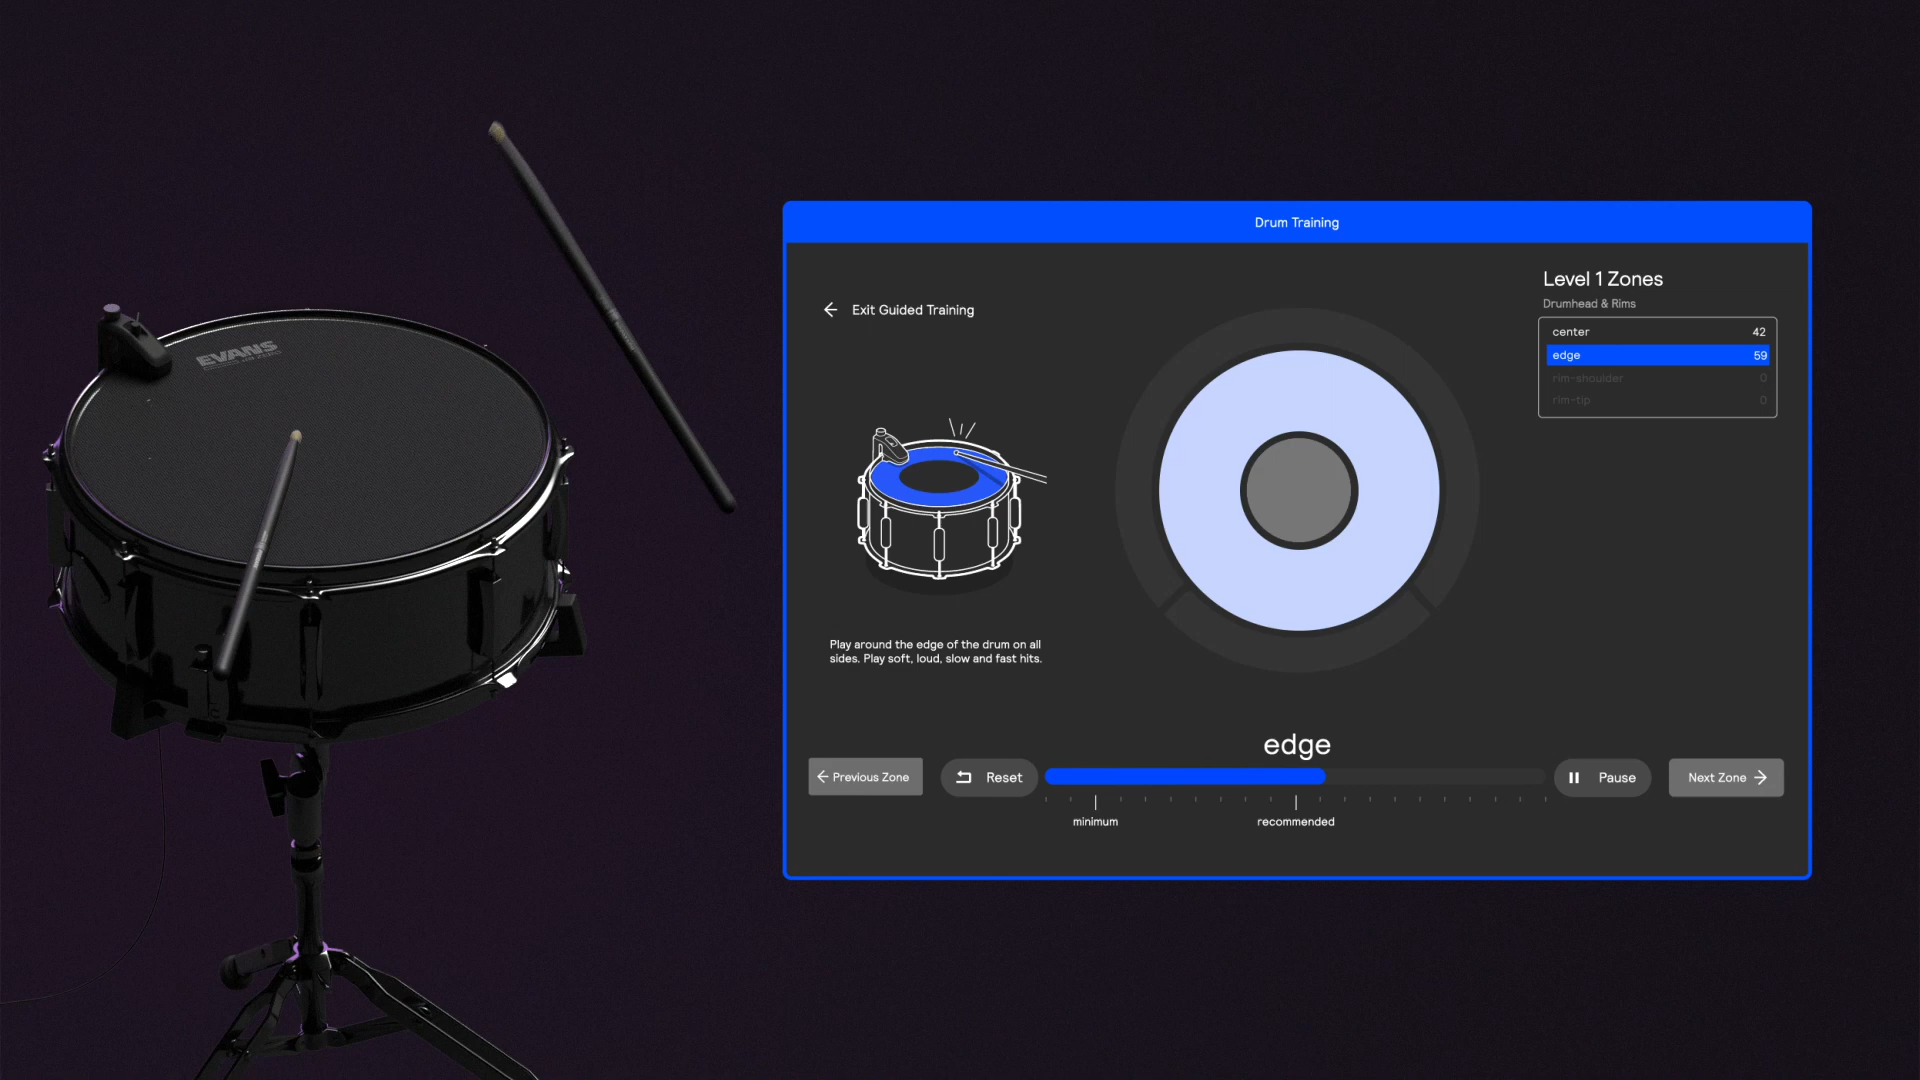 EVANS
Drum Training
Exit Guided Training
Level 1 Zones
Drumhead & Rims
center 42
edge 59
rim-shoulder 0
rim-tip 0
Play around the edge of the drum on all
sides. Play soft, loud, slow and fast hits.
edge
Previous Zone
Reset
Pause
Next Zone
minimum
recommended